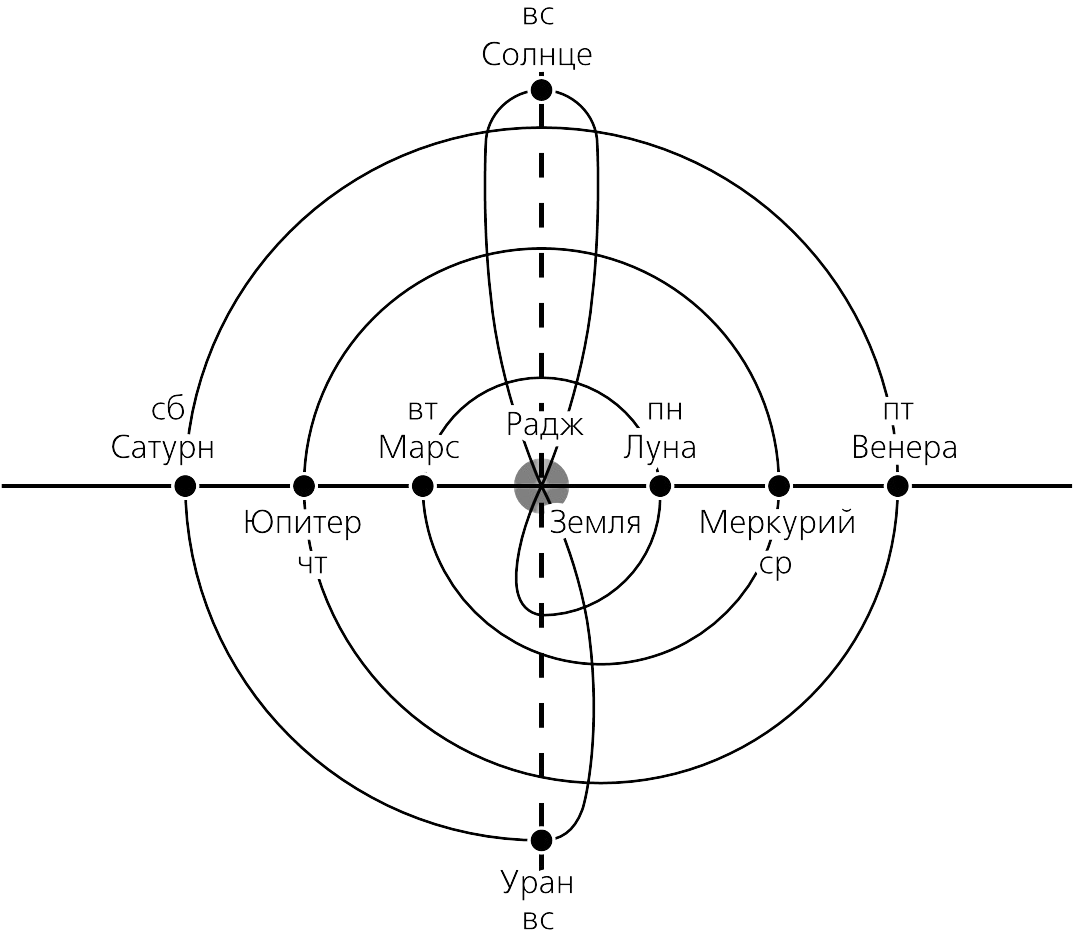 вс
Солнце
сб
Сатурн
вт
Марс
Радж
пн
Луна
пт
Венера
Юпитер
чт
Земля
Меркурий
ср
Уран
вс